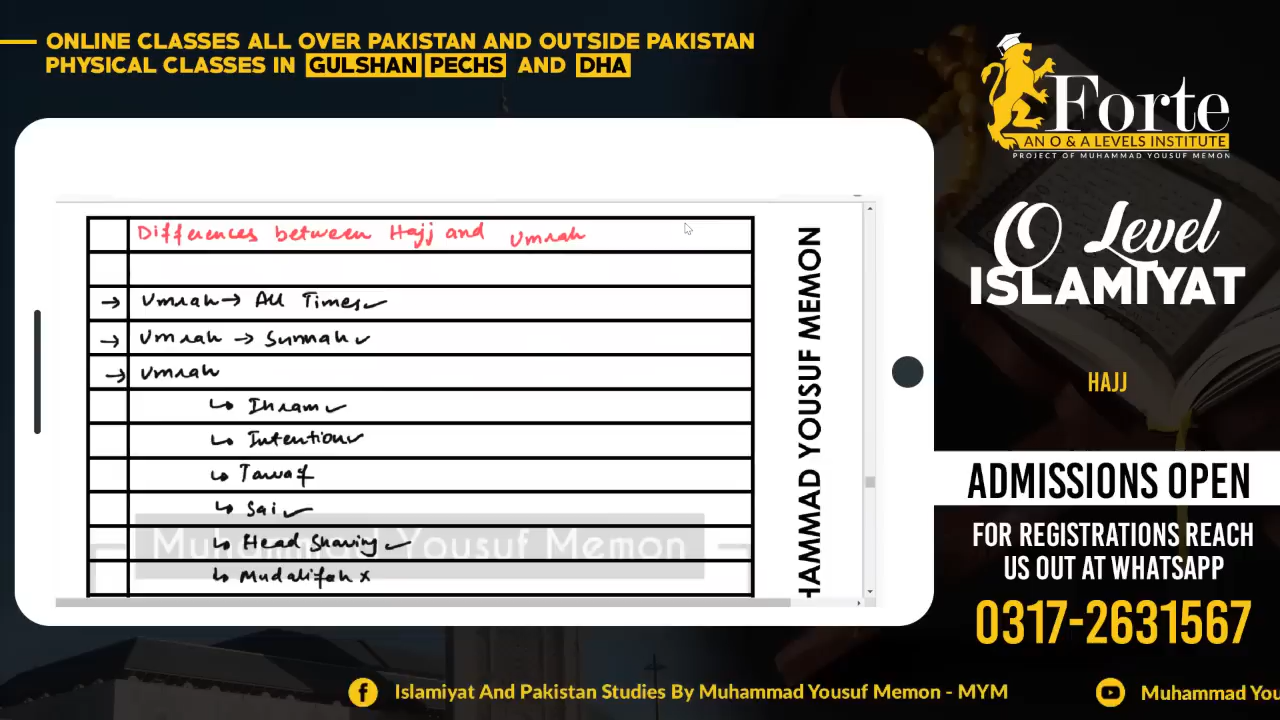 ONLINE CLASSES ALL OVER PAKISTAN AND OUTSIDE PAKISTAN
PHYSICAL CLASSES IN GULSHAN PECHS AND DHA
Forte
AN O & A LEVELS INSTITUTE
PROJECT OF MUHAMMAD YOUSUF MEMON
O Level
ISLAMIYAT
HAJJ
ADMISSIONS OPEN
FOR REGISTRATIONS REACH
US OUT AT WHATSAPP
0317-2631567
Differences between Hajj and Umrah
→ Umrah → All Times ✓
→ Umrah → Sunnah ✓
→ Umrah
↳ Ihram ✓
↳ Intention ✓
↳ Tawaf
↳ Sai ✓
↳ Head Shaving ✓
↳ Mudalifah x
Muhammad Yousuf Memon
HAMMAD YOUSUF MEMON
Islamiyat And Pakistan Studies By Muhammad Yousuf Memon - MYM
Muhammad You